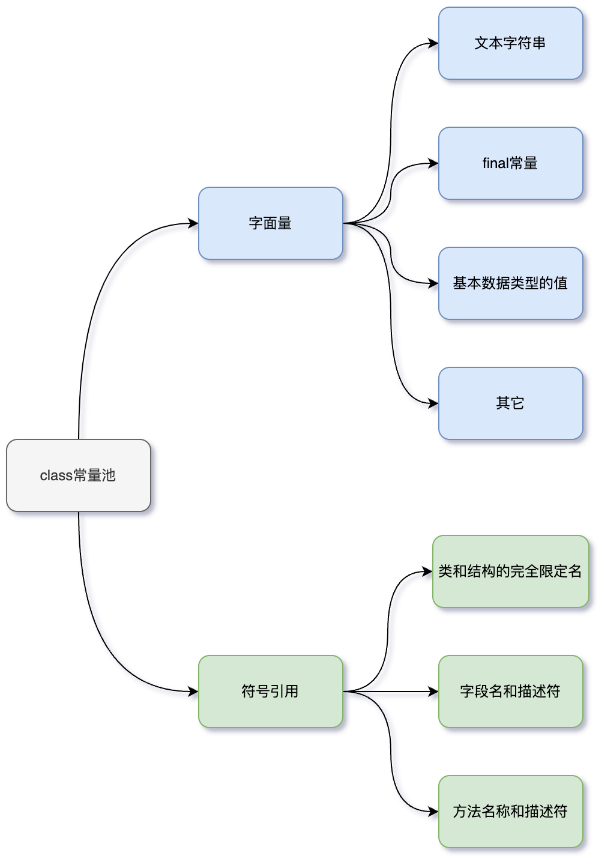 文本字符串
final常量
字面量
基本数据类型的值
其它
class常量池
类和结构的完全限定名
符号引用
字段名和描述符
方法名称和描述符